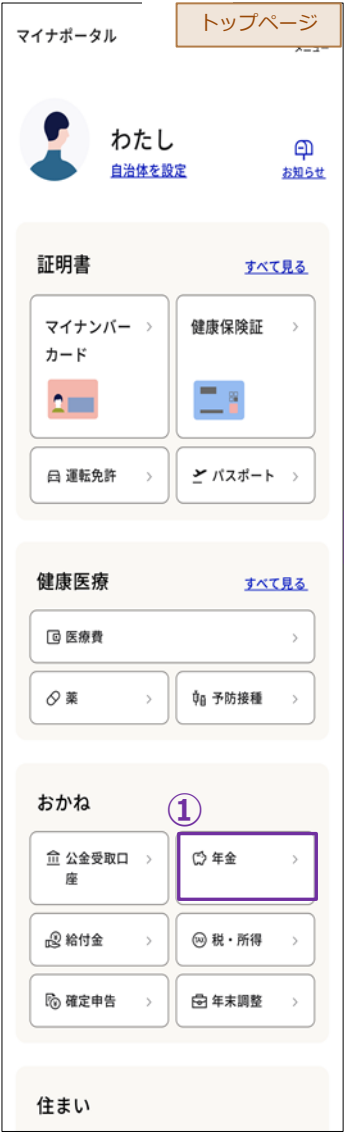 トップページ
マイナポータル
メニュー
わたし
自治体を設定
お知らせ
証明書
すべて見る
マイナンバー
カード
健康保険証
運転免許
パスポート
健康医療
すべて見る
医療費
薬
予防接種
おかね
①
公金受取口
座
年金
給付金
税・所得
確定申告
年末調整
住まい